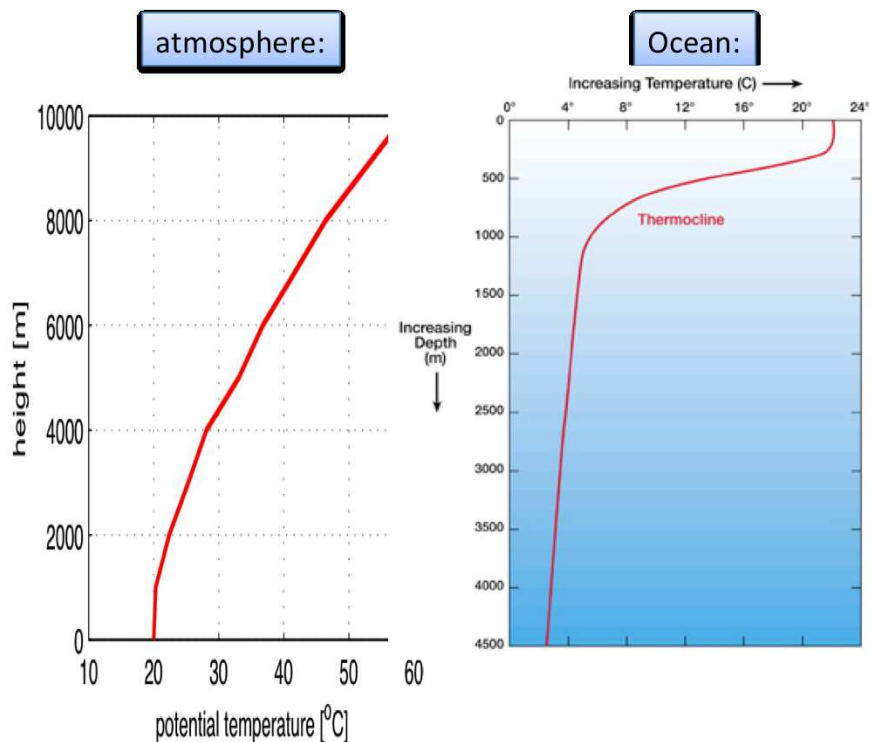 atmosphere:
10000
8000
6000
4000
2000
0
height [m]
10 20 30 40 50 60
potential temperature [°C]
Ocean:
Increasing Temperature (C)
0° 4° 8° 12° 16° 20° 24°
0
500
1000
1500
2000
2500
3000
3500
4000
4500
Thermocline
Increasing
Depth
(m)